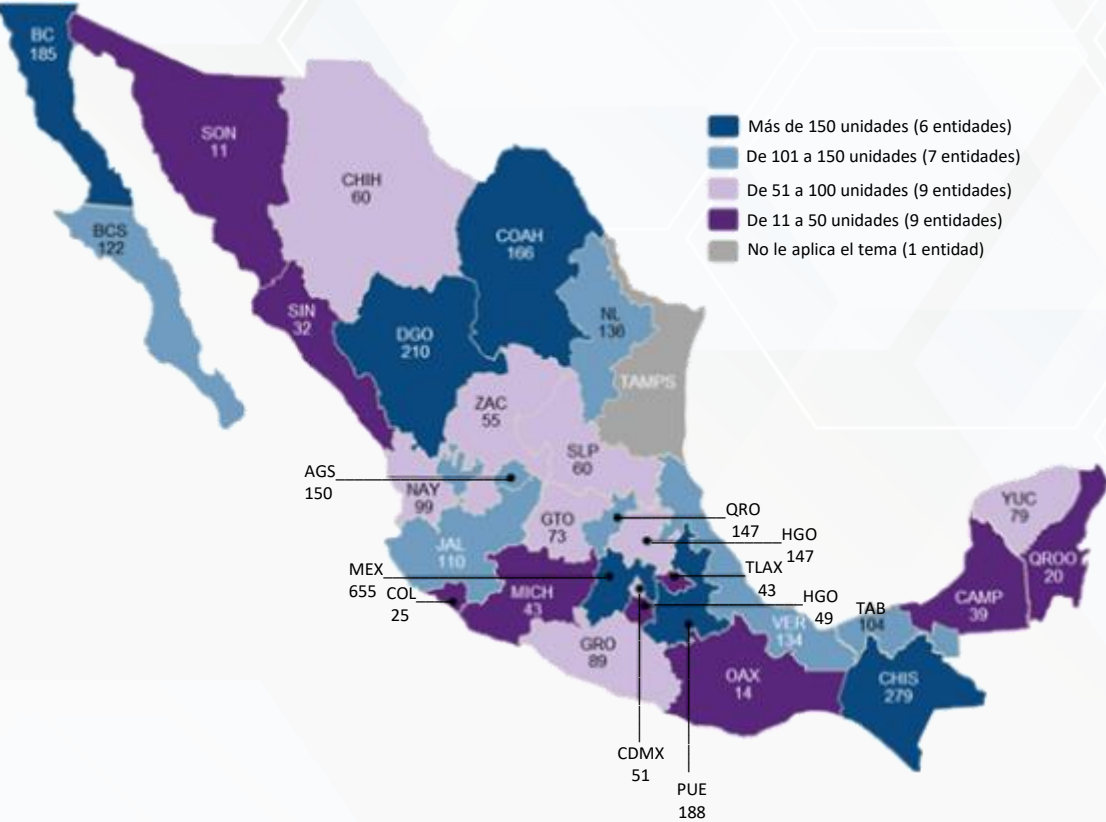 BC
185
SON
11
CHIH
60
Más de 150 unidades (6 entidades)
De 101 a 150 unidades (7 entidades)
De 51 a 100 unidades (9 entidades)
De 11 a 50 unidades (9 entidades)
No le aplica el tema (1 entidad)
BCS
122
COAH
166
SIN
32
DGO
210
NL
136
TAMPS
ZAC
55
SLP
60
AGS
150
NAY
99
GTO
73
QRO
147
HGO
147
YUC
79
JAL
110
MEX
655
COL
25
MICH
43
TLAX
43
HGO
49
QROO
20
CAMP
39
TAB
104
VER
134
GRO
89
OAX
14
CHIS
279
CDMX
51
PUE
188